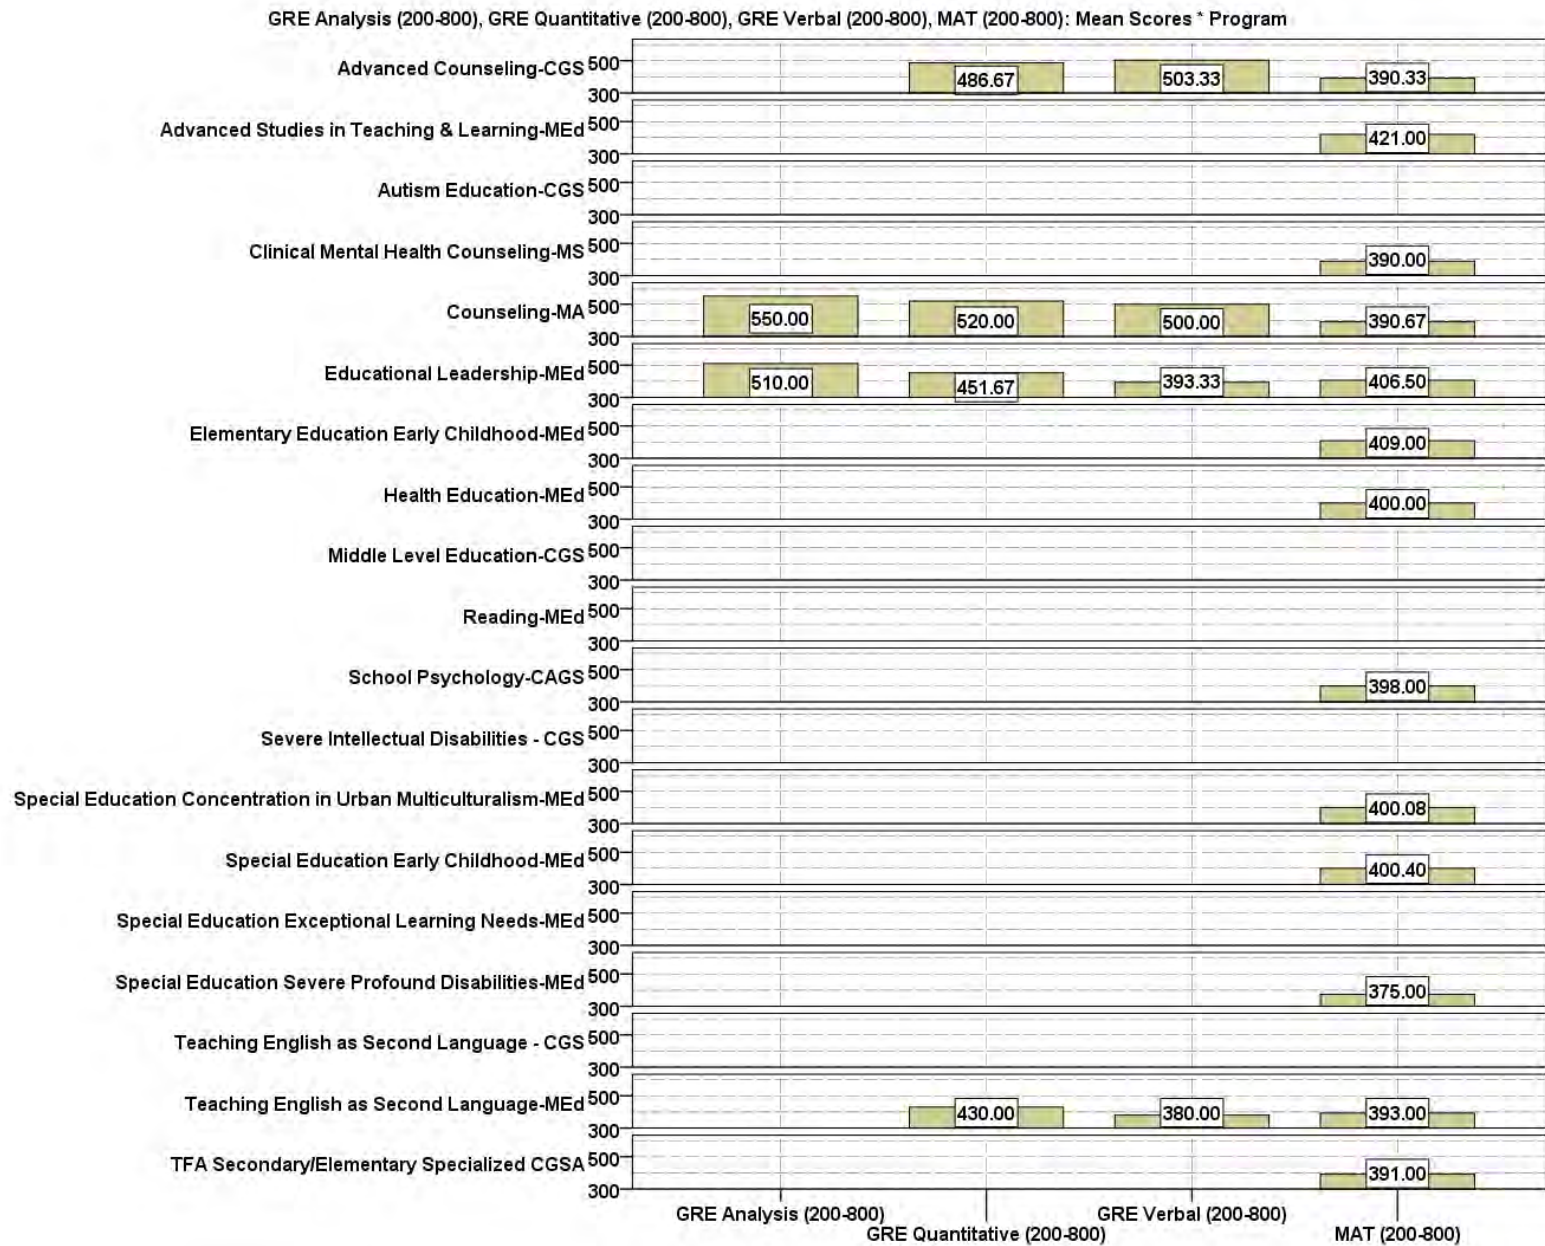 GRE Analysis (200-800), GRE Quantitative (200-800), GRE Verbal (200-800), MAT (200-800): Mean Scores * Program
Advanced Counseling-CGS 500 300 486.67 503.33 390.33
Advanced Studies in Teaching & Learning-MEd 500 300 421.00
Autism Education-CGS 500 300
Clinical Mental Health Counseling-MS 500 300 390.00
Counseling-MA 500 300 550.00 520.00 500.00 390.67
Educational Leadership-MEd 500 300 510.00 451.67 393.33 406.50
Elementary Education Early Childhood-MEd 500 300 409.00
Health Education-MEd 500 300 400.00
Middle Level Education-CGS 500 300
Reading-MEd 500 300
School Psychology-CAGS 500 300 398.00
Severe Intellectual Disabilities - CGS 500 300
Special Education Concentration in Urban Multiculturalism-MEd 500 300 400.08
Special Education Early Childhood-MEd 500 300 400.40
Special Education Exceptional Learning Needs-MEd 500 300
Special Education Severe Profound Disabilities-MEd 500 300 375.00
Teaching English as Second Language - CGS 500 300
Teaching English as Second Language-MEd 500 300 430.00 380.00 393.00
TFA Secondary/Elementary Specialized CGSA 500 300 391.00
GRE Analysis (200-800) GRE Verbal (200-800)
GRE Quantitative (200-800) MAT (200-800)